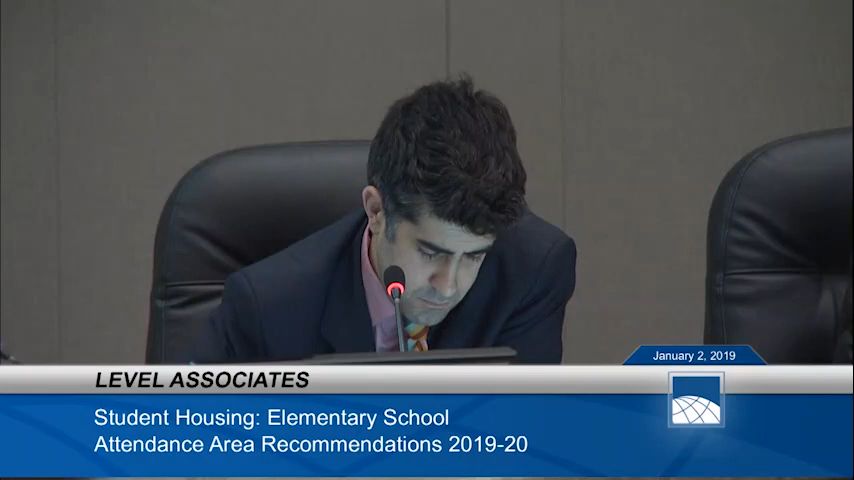 January 2, 2019
LEVEL ASSOCIATES
Student Housing: Elementary School
Attendance Area Recommendations 2019-20